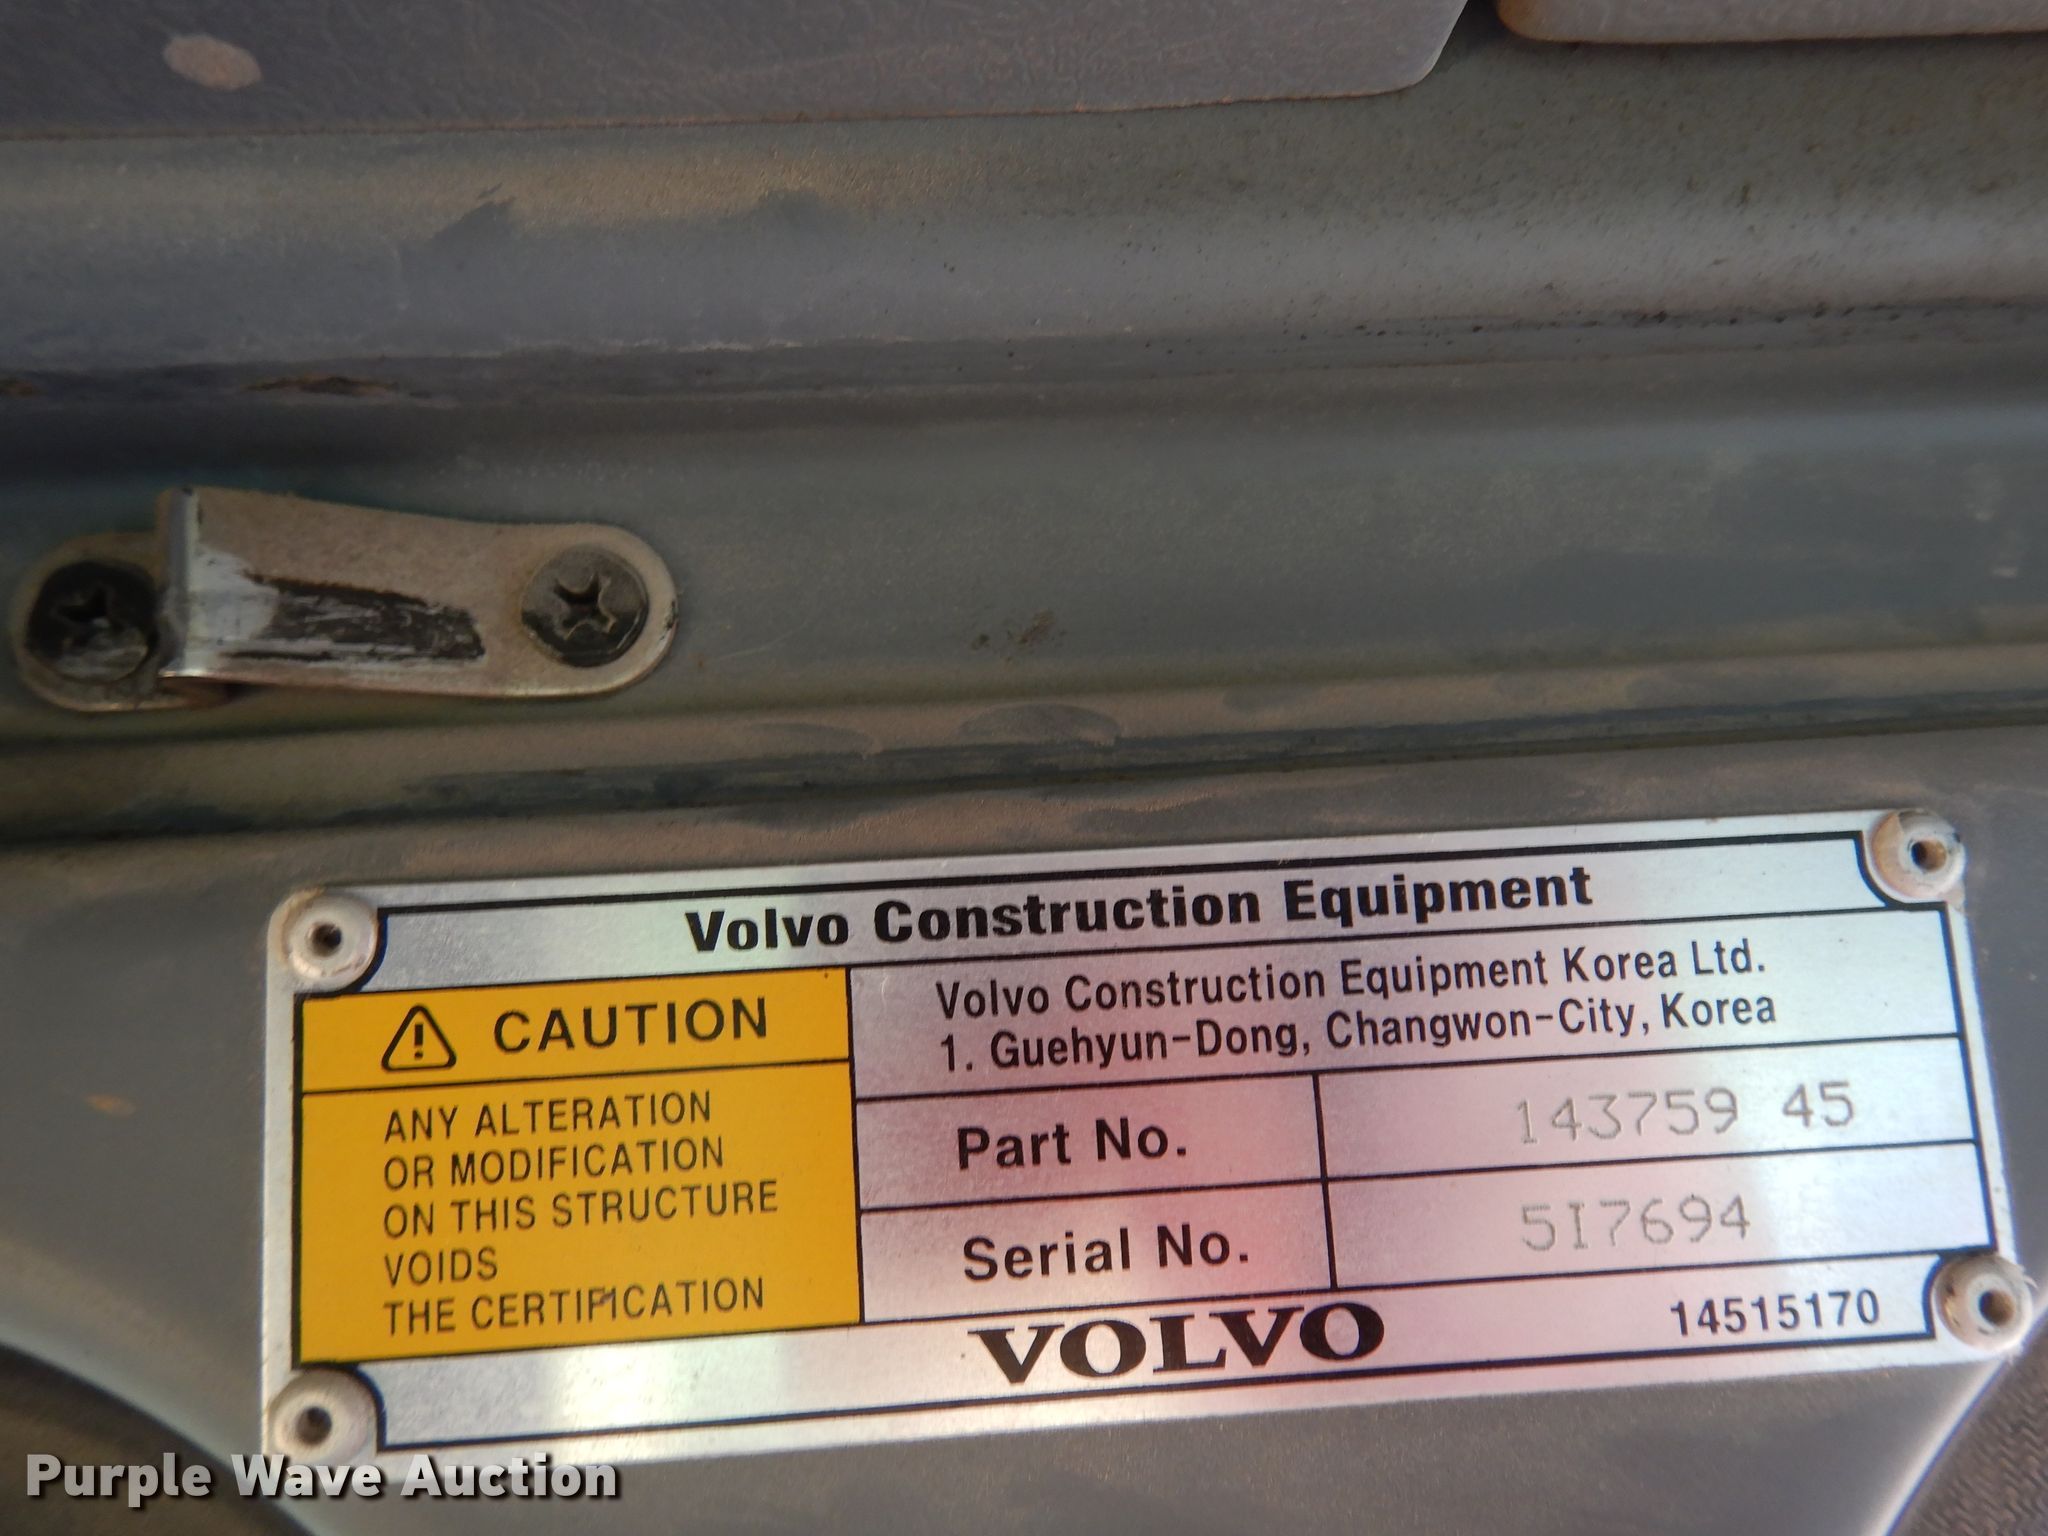 Volvo Construction Equipment
CAUTION
ANY ALTERATION
OR MODIFICATION
ON THIS STRUCTURE
VOIDS
THE CERTIFICATION
Volvo Construction Equipment Korea Ltd.
1. Guehyun-Dong, Changwon-City, Korea
Part No. 143759 45
Serial No. 5I7694
VOLVO 14515170
Purple Wave Auction